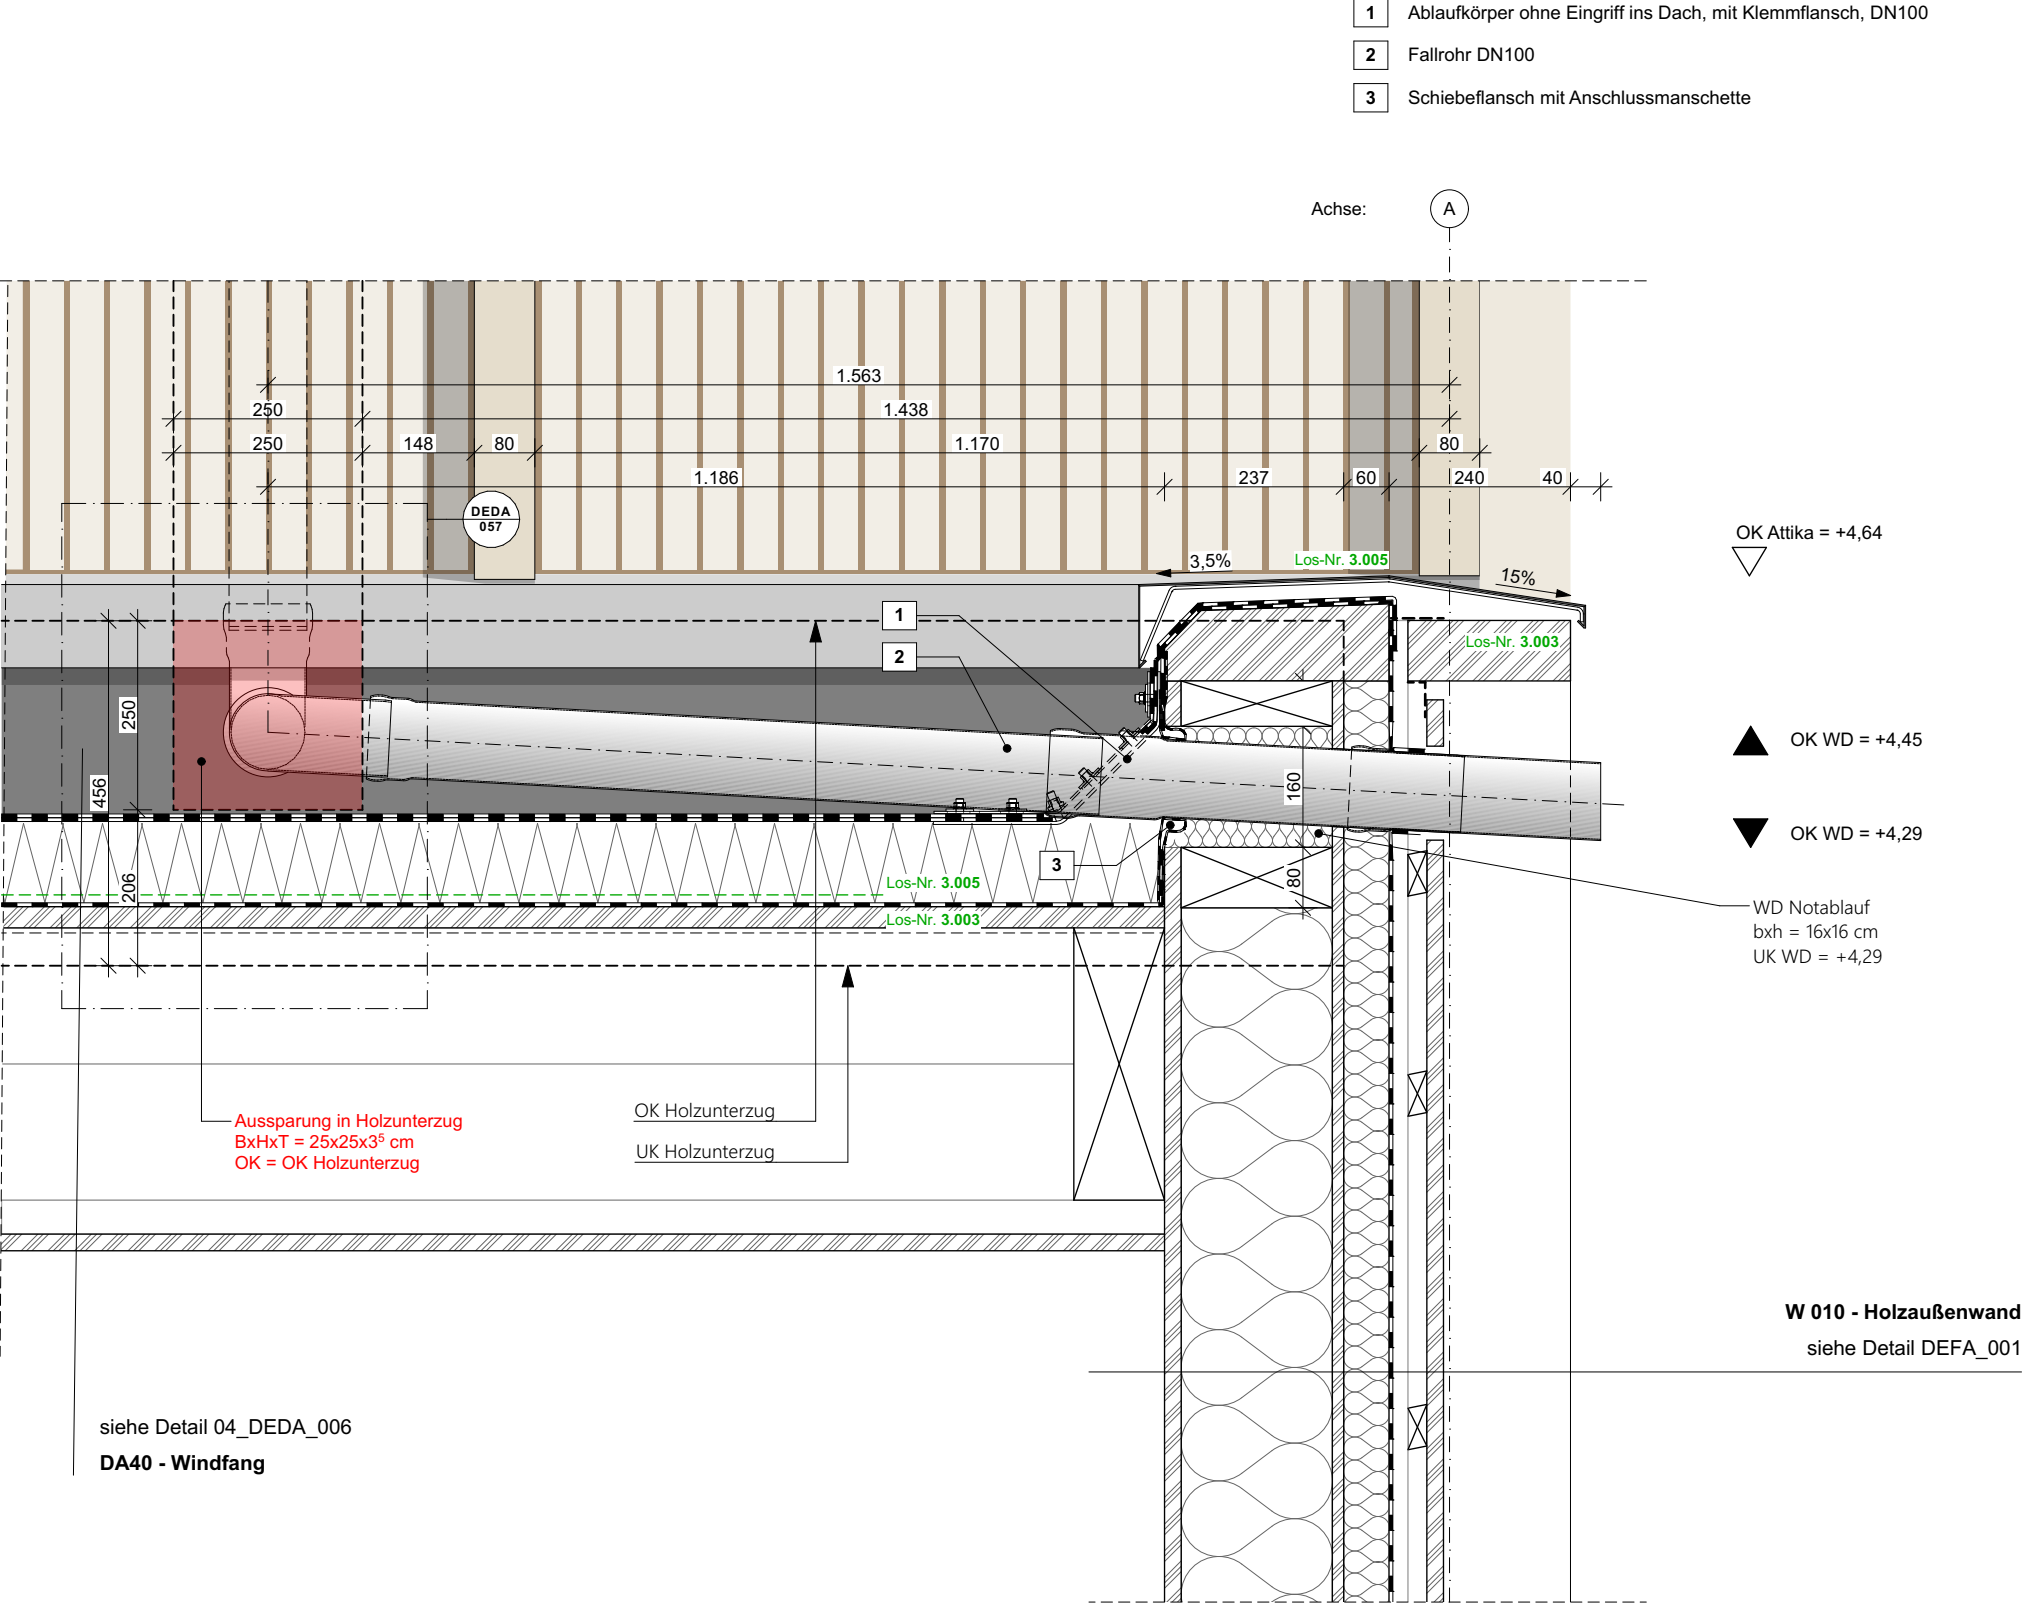 1 Ablaufkörper ohne Eingriff ins Dach, mit Klemmflansch, DN100
2 Fallrohr DN100
3 Schiebeflansch mit Anschlussmanschette
Achse: A
1.563
250 1.438
250 148 80 1.170 80
1.186 237 60 240 40
DEDA
057
OK Attika = +4,64
3,5%
Los-Nr. 3.005
15%
1
Los-Nr. 3.003
2
250
456
OK WD = +4,45
160
OK WD = +4,29
3
80
206
Los-Nr. 3.005
Los-Nr. 3.003
WD Notablauf
bxh = 16x16 cm
UK WD = +4,29
Aussparung in Holzunterzug
BxHxT = 25x25x3⁵ cm
OK = OK Holzunterzug
OK Holzunterzug
UK Holzunterzug
W 010 - Holzaußenwand
siehe Detail DEFA_001
siehe Detail 04_DEDA_006
DA40 - Windfang